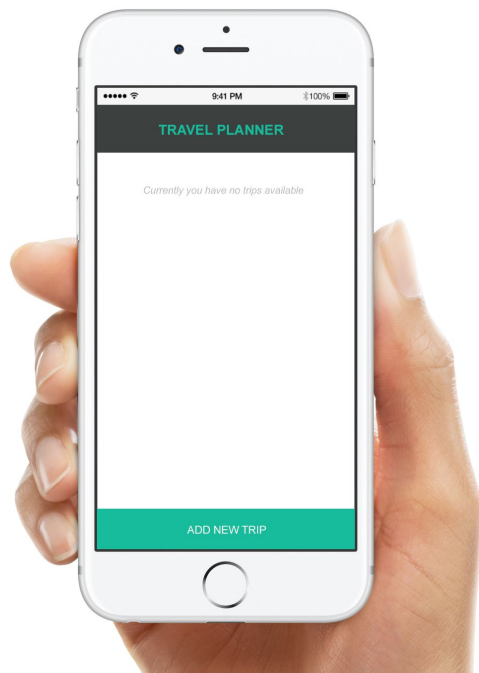 9:41 PM 100%
TRAVEL PLANNER
Currently you have no trips available
ADD NEW TRIP